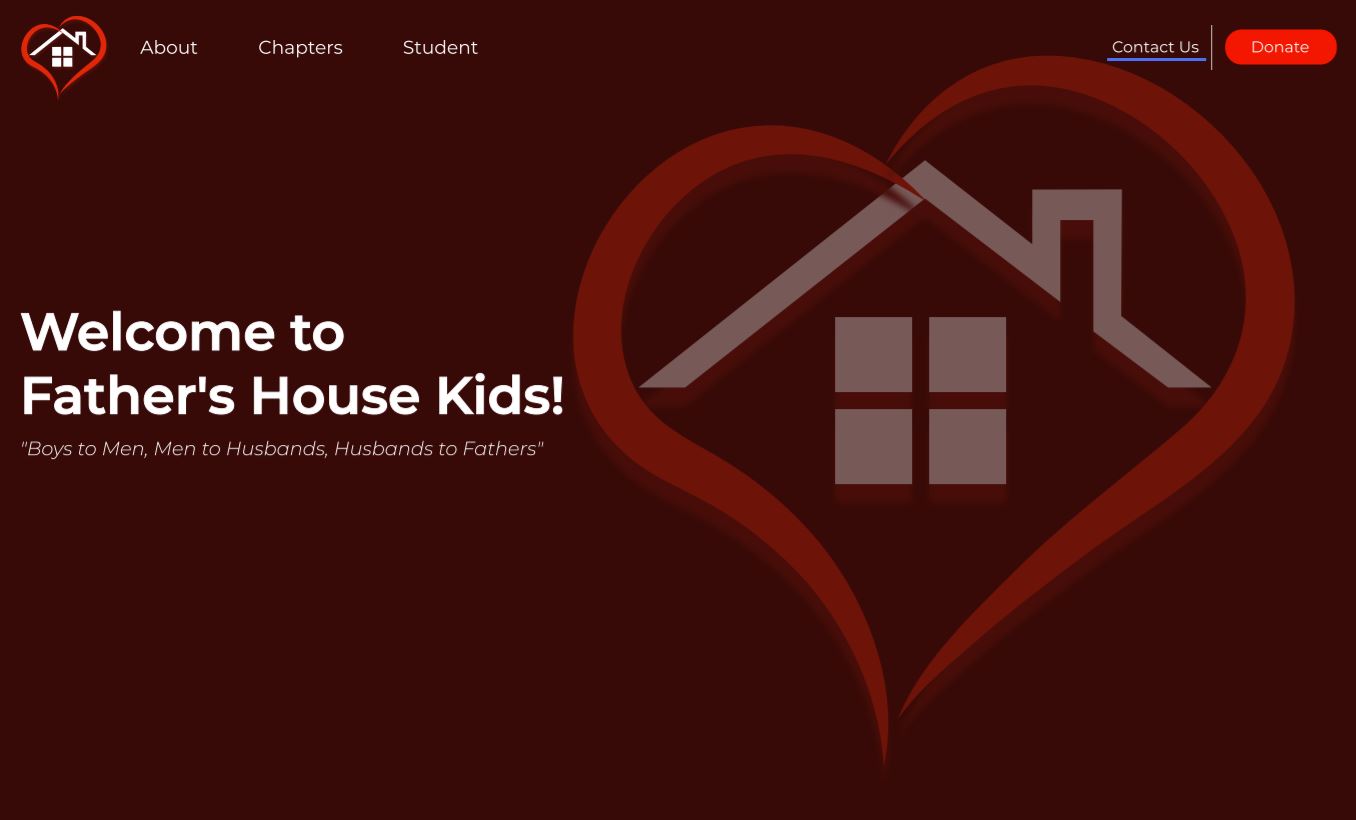 About
Chapters
Student
Contact Us
Donate
Welcome to
Father's House Kids!
"Boys to Men, Men to Husbands, Husbands to Fathers"